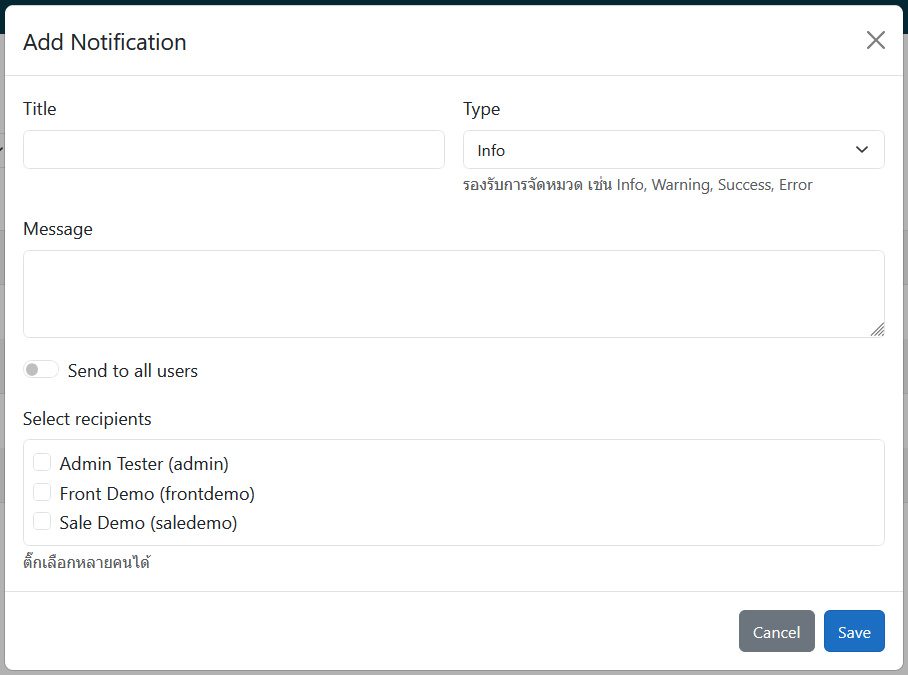 Add Notification
Title
Type
Info
รองรับการจัดหมวด เช่น Info, Warning, Success, Error
Message
Send to all users
Select recipients
Admin Tester (admin)
Front Demo (frontdemo)
Sale Demo (saledemo)
ติ๊กเลือกหลายคนได้
Cancel
Save